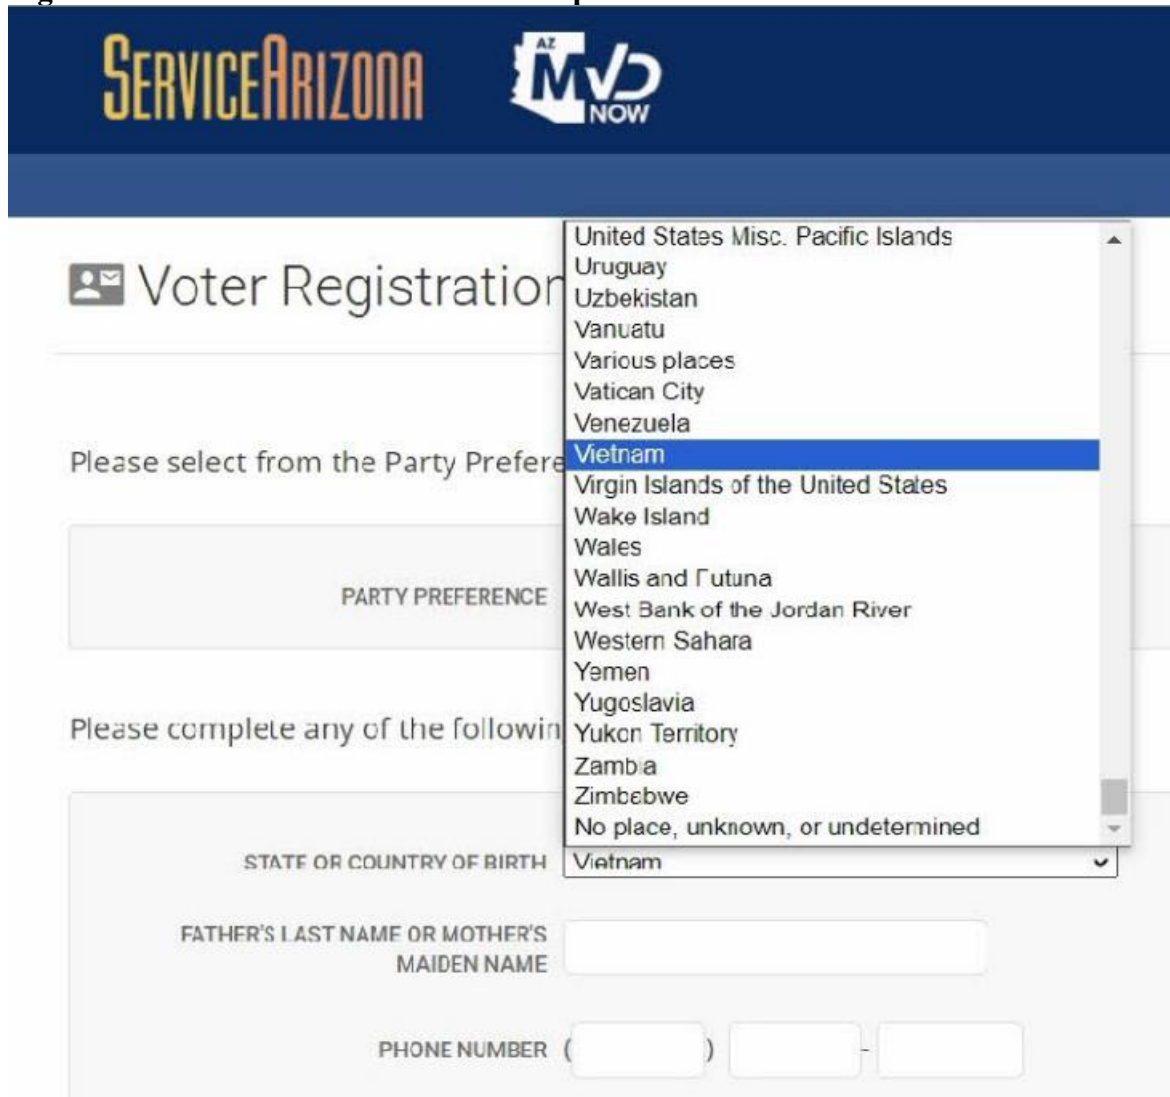 SERVICEARIZONA
AZ
MVD
NOW
Voter Registration
Please select from the Party Prefere
PARTY PREFERENCE
Please complete any of the followin
United States Misc. Pacific Islands
Uruguay
Uzbekistan
Vanuatu
Various places
Vatican City
Venezuela
Vietnam
Virgin Islands of the United States
Wake Island
Wales
Wallis and Futuna
West Bank of the Jordan River
Western Sahara
Yemen
Yugoslavia
Yukon Territory
Zambia
Zimbabwe
No place, unknown, or undetermined
STATE OR COUNTRY OF BIRTH Vietnam
FATHER'S LAST NAME OR MOTHER'S
MAIDEN NAME
PHONE NUMBER ( ) -